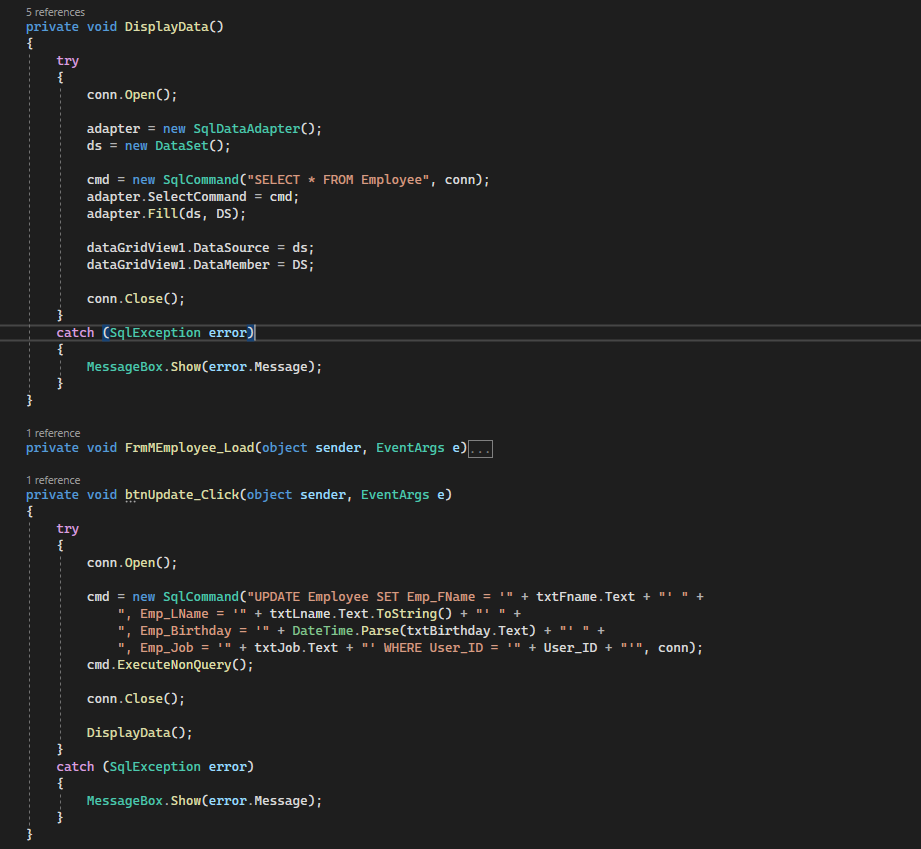 5 references
private void DisplayData()
{
try
{
conn.Open();
adapter = new SqlDataAdapter();
ds = new DataSet();
cmd = new SqlCommand("SELECT * FROM Employee", conn);
adapter.SelectCommand = cmd;
adapter.Fill(ds, DS);
dataGridView1.DataSource = ds;
dataGridView1.DataMember = DS;
conn.Close();
}
catch (SqlException error)
{
MessageBox.Show(error.Message);
}
}
1 reference
private void FrmMEmployee_Load(object sender, EventArgs e)...
1 reference
private void btnUpdate_Click(object sender, EventArgs e)
{
try
{
conn.Open();
cmd = new SqlCommand("UPDATE Employee SET Emp_FName = '" + txtFname.Text + "' " +
", Emp_LName = '" + txtLname.Text.ToString() + "' " +
", Emp_Birthday = '" + DateTime.Parse(txtBirthday.Text) + "' " +
", Emp_Job = '" + txtJob.Text + "' WHERE User_ID = '" + User_ID + "'", conn);
cmd.ExecuteNonQuery();
conn.Close();
DisplayData();
}
catch (SqlException error)
{
MessageBox.Show(error.Message);
}
}